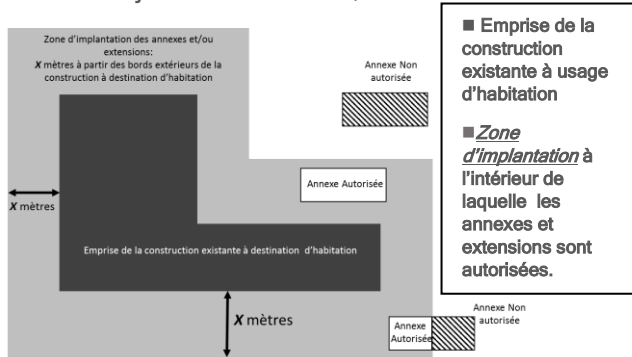 Zone d'implantation des annexes et/ou
extensions:
X mètres à partir des bords extérieurs de la
construction à destination d'habitation
Annexe Non
autorisée
Annexe Autorisée
X mètres
Emprise de la construction existante à destination d'habitation
X mètres
Annexe
Autorisée
Annexe Non
autorisée
■ Emprise de la
construction
existante à usage
d'habitation
■Zone
d'implantation à
l'intérieur de
laquelle les
annexes et
extensions sont
autorisées.